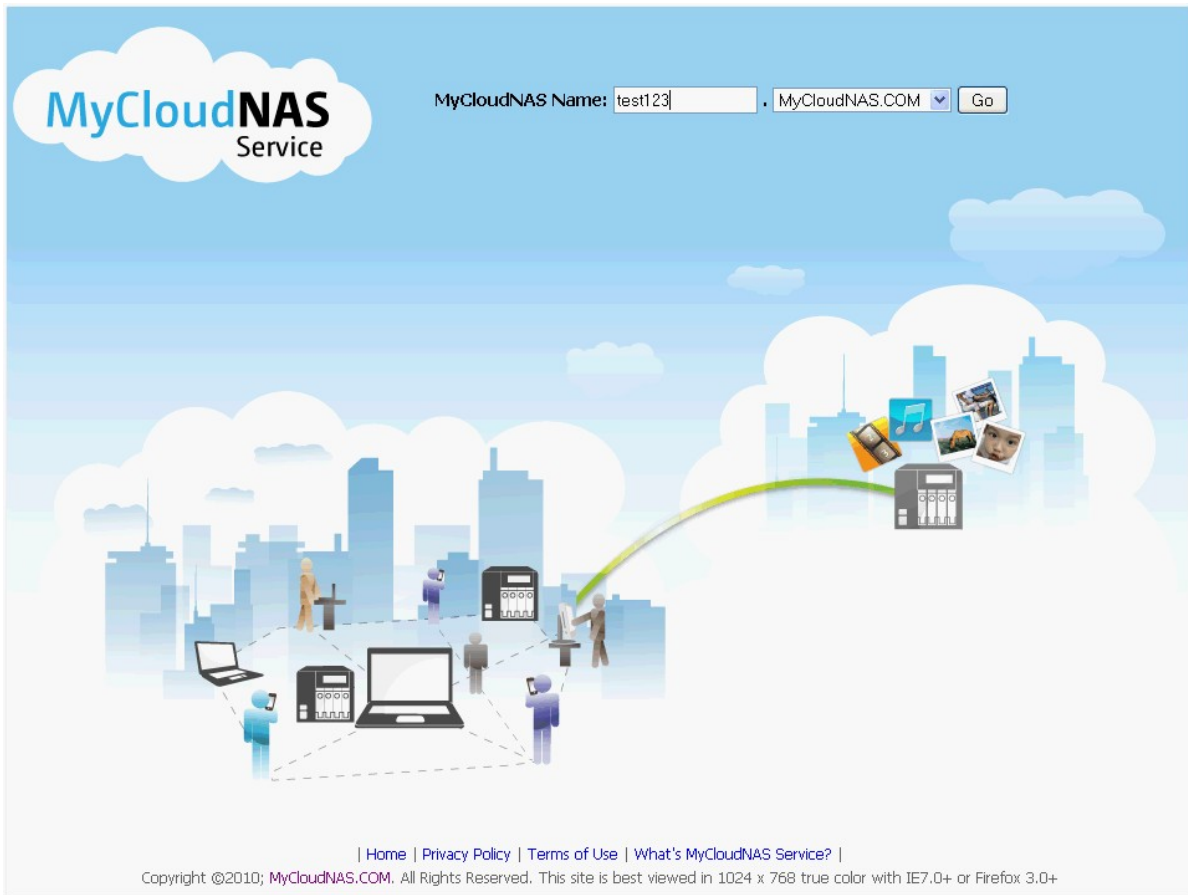 MyCloudNAS
Service
MyCloudNAS Name: test123 . MyCloudNAS.COM Go
| Home | Privacy Policy | Terms of Use | What's MyCloudNAS Service? |
Copyright ©2010; MyCloudNAS.COM. All Rights Reserved. This site is best viewed in 1024 x 768 true color with IE7.0+ or Firefox 3.0+